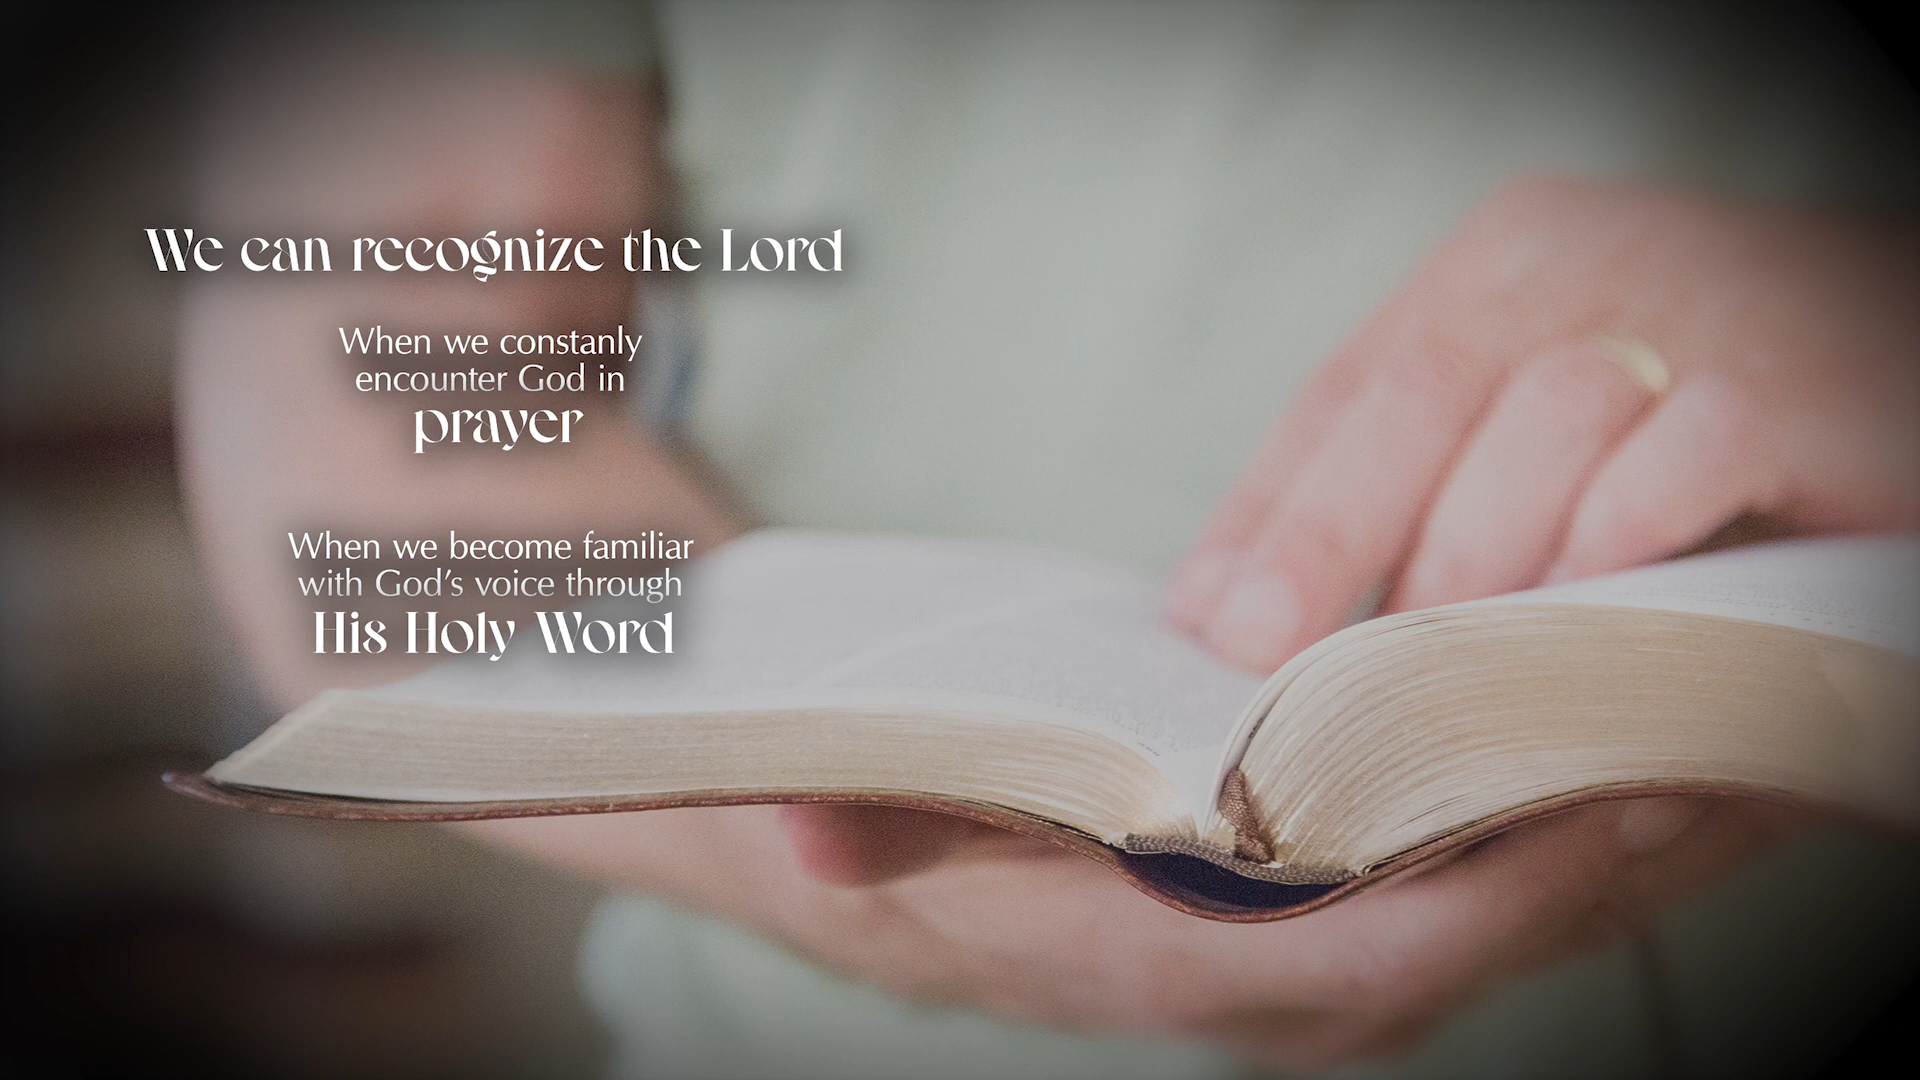 We can recognize the Lord
When we constanly
encounter God in
prayer
When we become familiar
with God’s voice through
His Holy Word